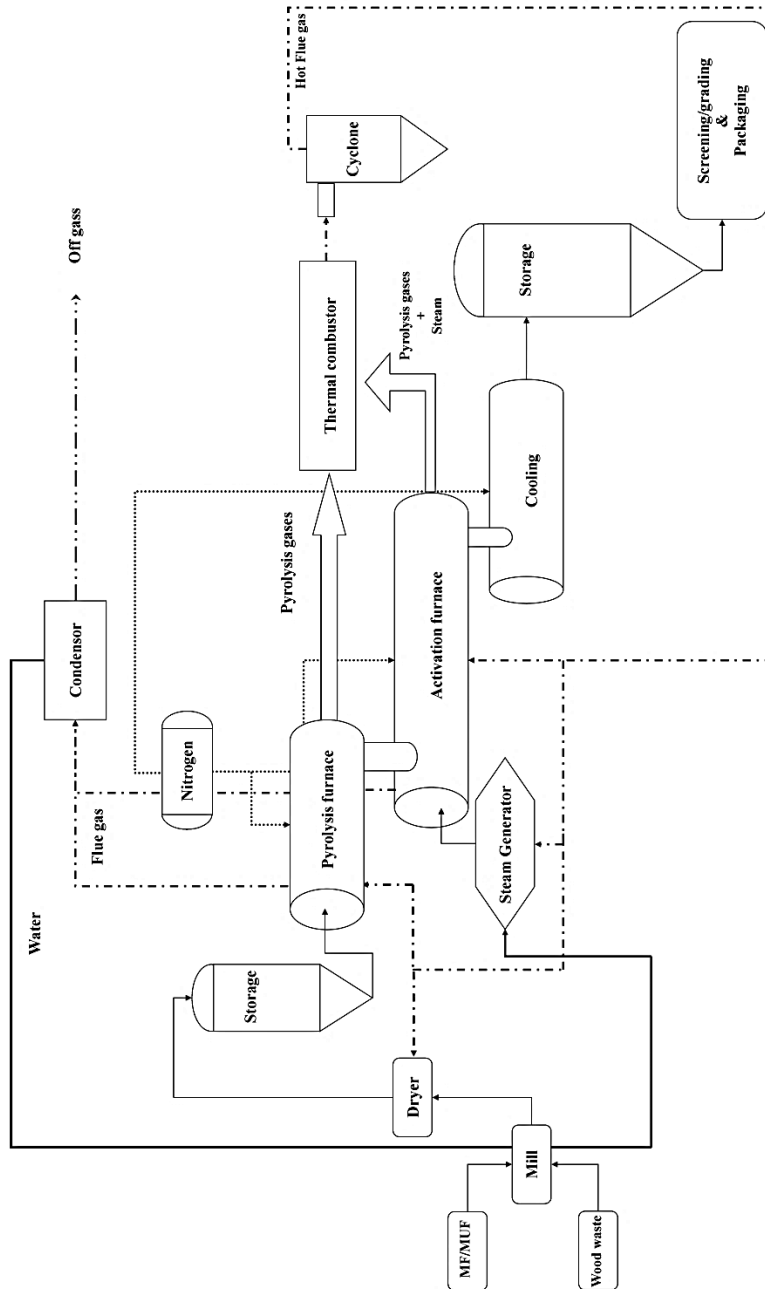 Water
Flue gas
Condensor
Off gass
Nitrogen
Pyrolysis gases
Thermal combustor
Cyclone
Hot Flue gas
Storage
Pyrolysis furnace
Pyrolysis gases
+
Steam
Dryer
Activation furnace
Storage
Screening/grading
&
Packaging
MF/MUF
Mill
Steam Generator
Cooling
Wood waste